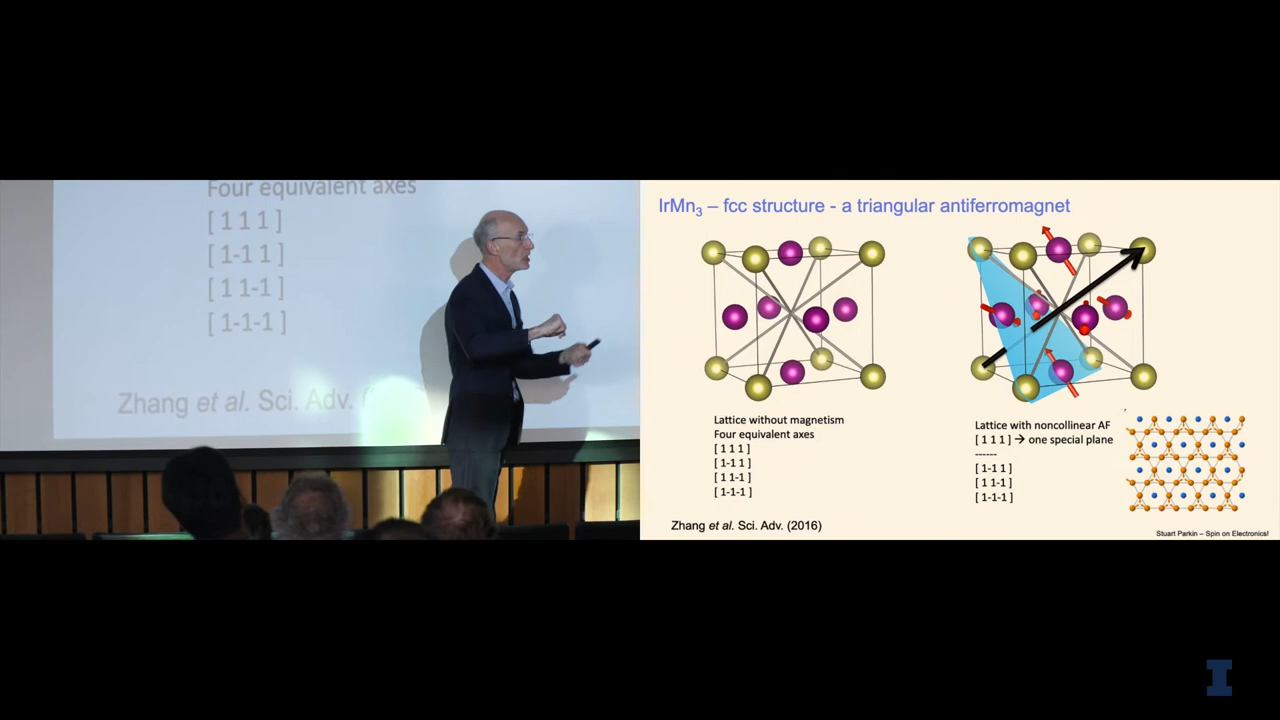 Four equivalent axes
[ 1 1 1 ]
[ 1-1 1 ]
[ 1 1-1 ]
[ 1-1-1 ]
Zhang et al. Sci. Adv. (
IrMn3 – fcc structure - a triangular antiferromagnet
Lattice without magnetism
Four equivalent axes
[ 1 1 1 ]
[ 1-1 1 ]
[ 1 1-1 ]
[ 1-1-1 ]
Zhang et al. Sci. Adv. (2016)
Lattice with noncollinear AF
[ 1 1 1 ] → one special plane
------
[ 1-1 1 ]
[ 1 1-1 ]
[ 1-1-1 ]
Stuart Parkin – Spin on Electronics!
I